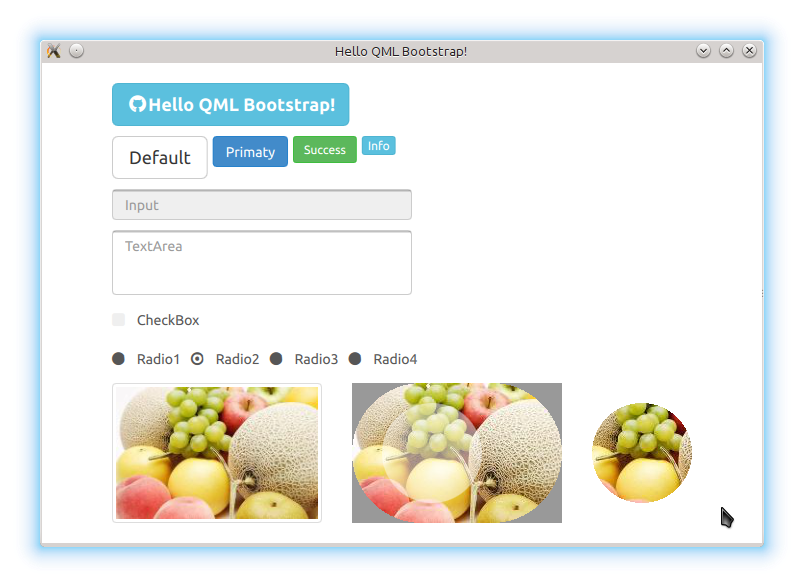 Hello QML Bootstrap!
Hello QML Bootstrap!
Default Primaty Success Info
Input
TextArea
CheckBox
Radio1 Radio2 Radio3 Radio4